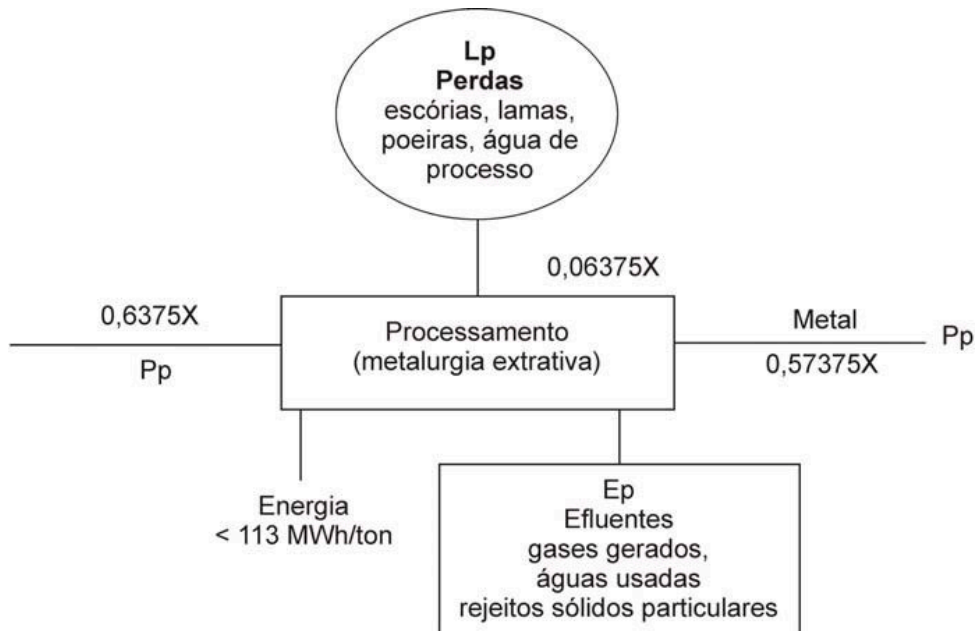 Lp
Perdas
escórias, lamas,
poeiras, água de
processo
0,06375X
0,6375X
Pp
Processamento
(metalurgia extrativa)
Metal
0,57375X
Pp
Energia
< 113 MWh/ton
Ep
Efluentes
gases gerados,
águas usadas
rejeitos sólidos particulares